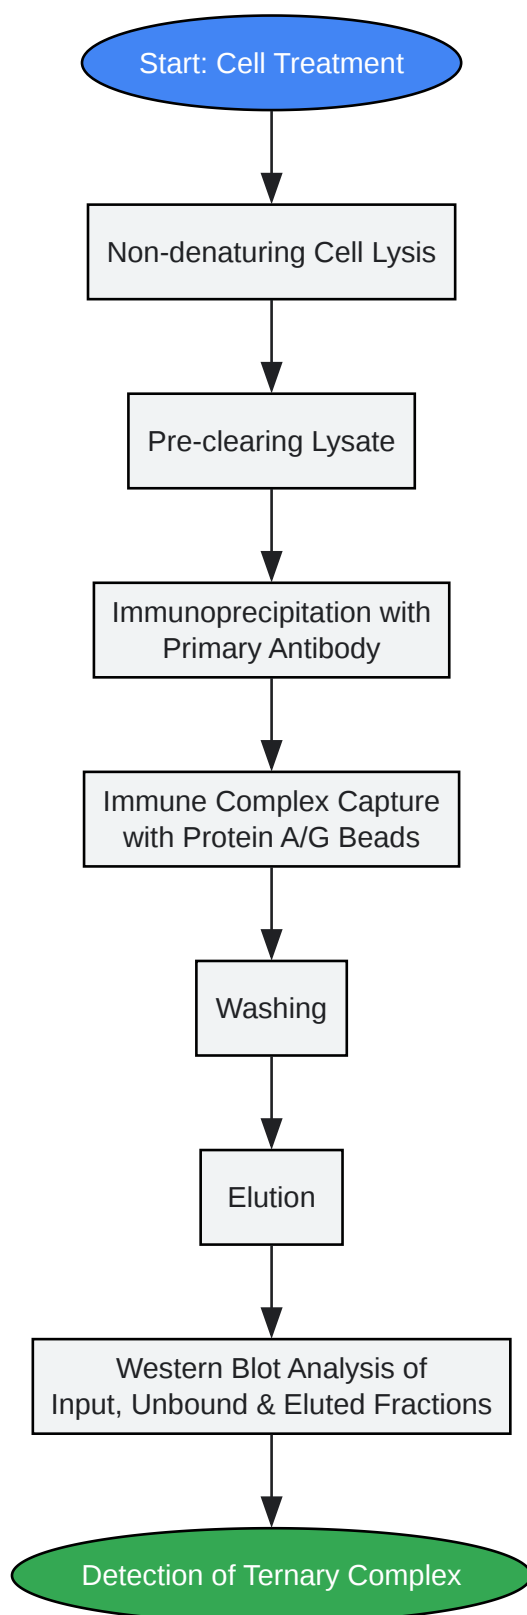 Start: Cell Treatment
Non-denaturing Cell Lysis
Pre-clearing Lysate
Immunoprecipitation with
Primary Antibody
Immune Complex Capture
with Protein A/G Beads
Washing
Elution
Western Blot Analysis of
Input, Unbound & Eluted Fractions
Detection of Ternary Complex